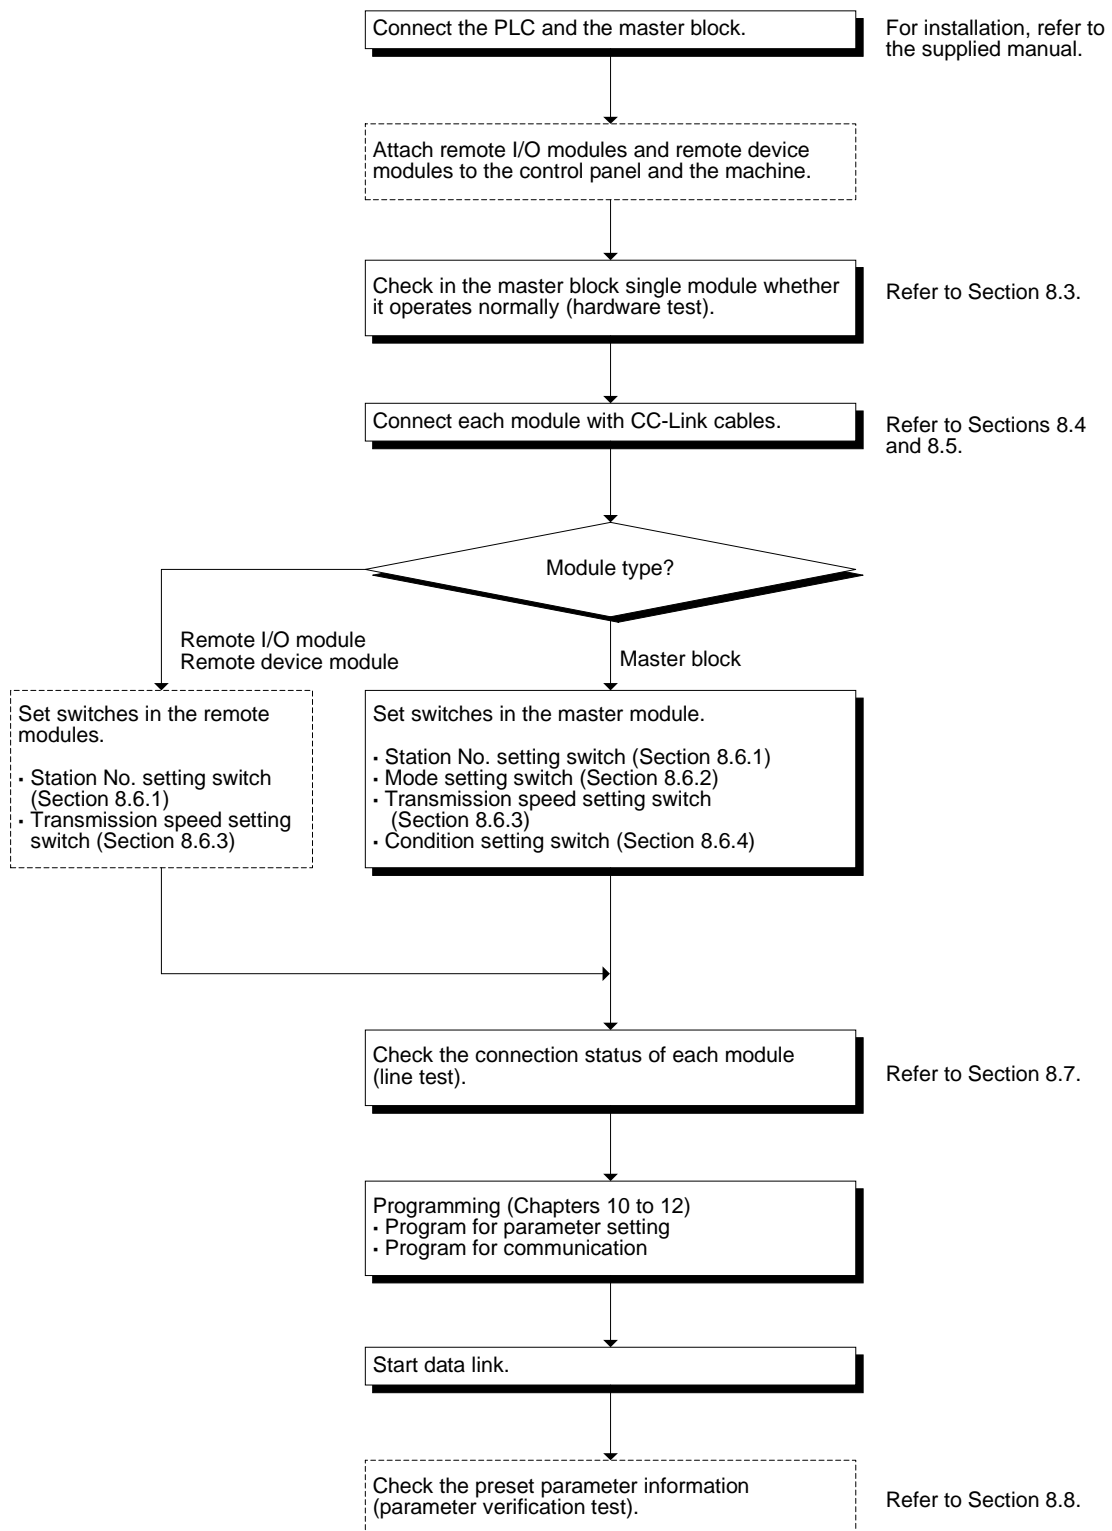 Connect the PLC and the master block.
For installation, refer to
the supplied manual.
Attach remote I/O modules and remote device
modules to the control panel and the machine.
Check in the master block single module whether
it operates normally (hardware test).
Refer to Section 8.3.
Connect each module with CC-Link cables.
Refer to Sections 8.4
and 8.5.
Module type?
Remote I/O module
Remote device module
Master block
Set switches in the remote
modules.
· Station No. setting switch
(Section 8.6.1)
· Transmission speed setting
switch (Section 8.6.3)
Set switches in the master module.
· Station No. setting switch (Section 8.6.1)
· Mode setting switch (Section 8.6.2)
· Transmission speed setting switch
(Section 8.6.3)
· Condition setting switch (Section 8.6.4)
Check the connection status of each module
(line test).
Refer to Section 8.7.
Programming (Chapters 10 to 12)
· Program for parameter setting
· Program for communication
Start data link.
Check the preset parameter information
(parameter verification test).
Refer to Section 8.8.